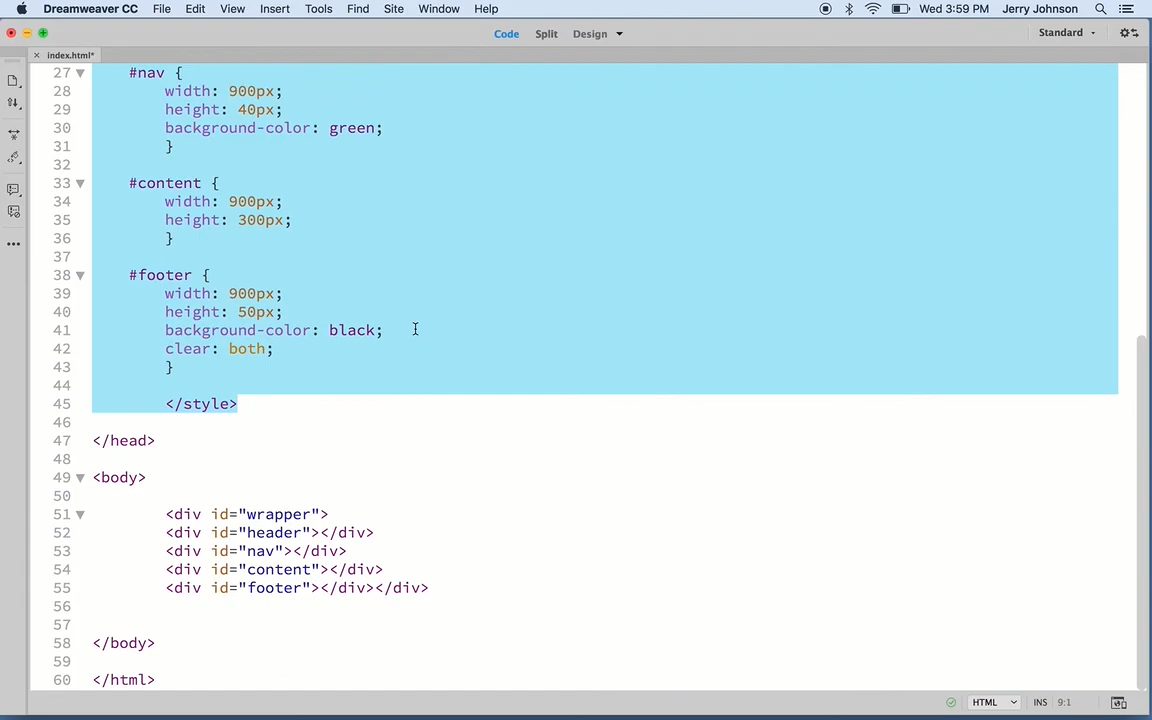 Dreamweaver CC File Edit View Insert Tools Find Site Window Help Wed 3:59 PM Jerry Johnson
Code Split Design Standard
× index.html*
27 #nav {
28 width: 900px;
29 height: 40px;
30 background-color: green;
31 }
32
33 #content {
34 width: 900px;
35 height: 300px;
36 }
37
38 #footer {
39 width: 900px;
40 height: 50px;
41 background-color: black;
42 clear: both;
43 }
44
45 </style>
46
47 </head>
48
49 <body>
50
51 <div id="wrapper">
52 <div id="header"></div>
53 <div id="nav"></div>
54 <div id="content"></div>
55 <div id="footer"></div></div>
56
57
58 </body>
59
60 </html>
HTML INS 9:1